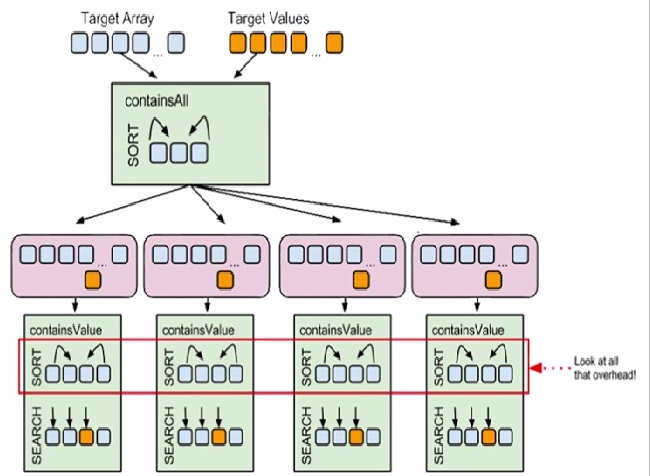 Target Array
Target Values
...
...
containsAll
SORT
...
...
...
...
containsValue
containsValue
containsValue
containsValue
SORT
SORT
SORT
SORT
Look at all
that overhead!
SEARCH
SEARCH
SEARCH
SEARCH